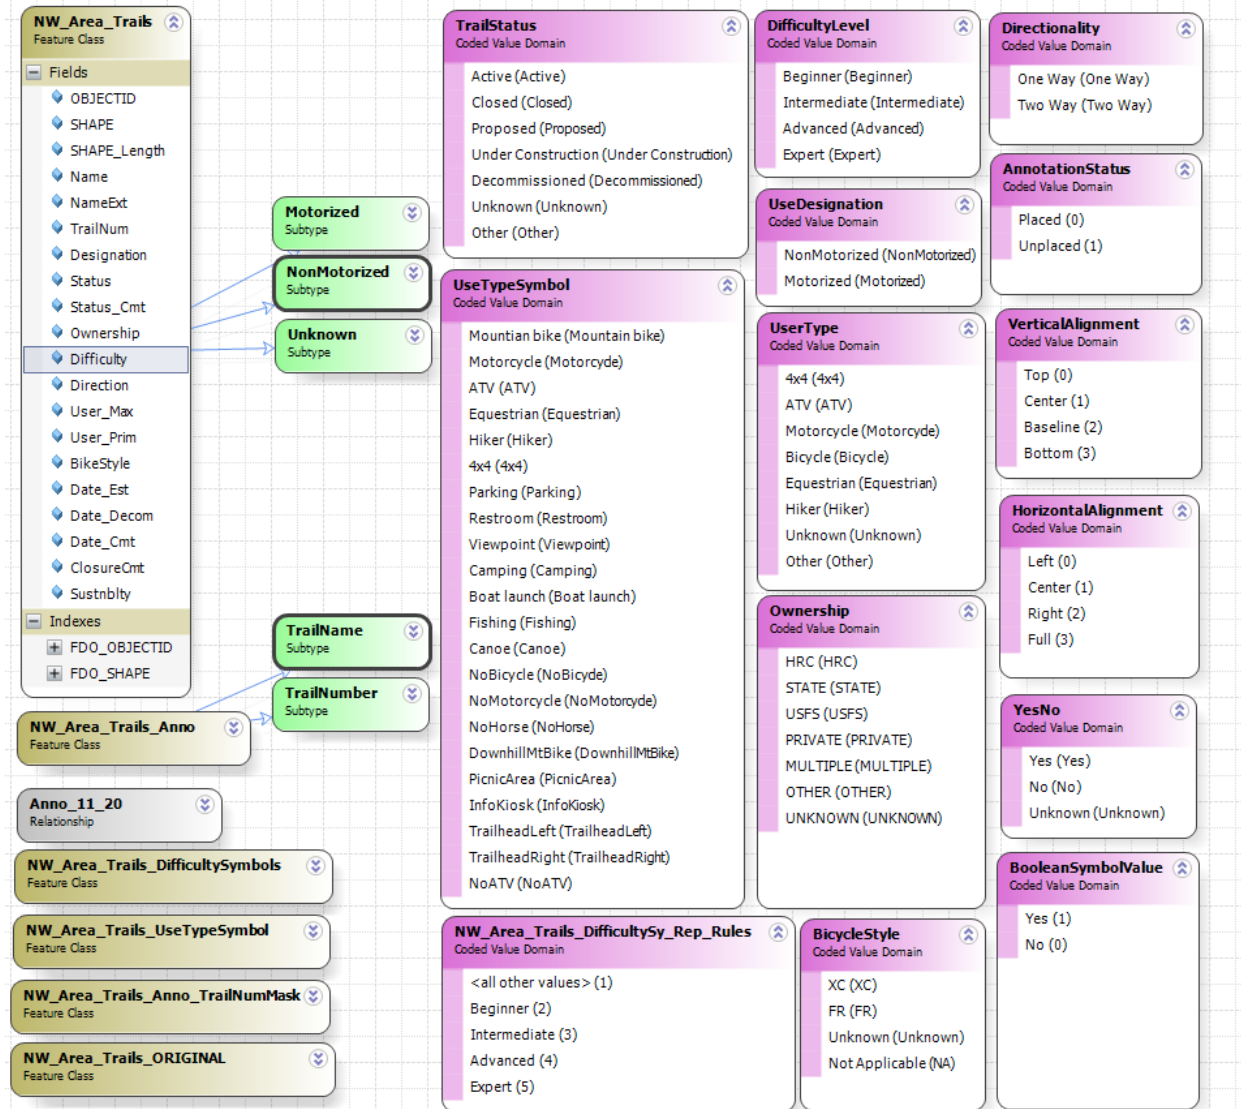 NW_Area_Trails
Feature Class
Fields
OBJECTID
SHAPE
SHAPE_Length
Name
NameExt
TrailNum
Designation
Status
Status_Cmt
Ownership
Difficulty
Direction
User_Max
User_Prim
BikeStyle
Date_Est
Date_Decom
Date_Cmt
ClosureCmt
Sustnblty
Indexes
FDO_OBJECTID
FDO_SHAPE
NW_Area_Trails_Anno
Feature Class
Anno_11_20
Relationship
NW_Area_Trails_DifficultySymbols
Feature Class
NW_Area_Trails_UseTypeSymbol
Feature Class
NW_Area_Trails_Anno_TrailNumMask
Feature Class
NW_Area_Trails_ORIGINAL
Feature Class
Motorized
Subtype
NonMotorized
Subtype
Unknown
Subtype
TrailName
Subtype
TrailNumber
Subtype
TrailStatus
Coded Value Domain
Active (Active)
Closed (Closed)
Proposed (Proposed)
Under Construction (Under Construction)
Decommissioned (Decommissioned)
Unknown (Unknown)
Other (Other)
UseTypeSymbol
Coded Value Domain
Mountian bike (Mountain bike)
Motorcycle (Motorcycle)
ATV (ATV)
Equestrian (Equestrian)
Hiker (Hiker)
4x4 (4x4)
Parking (Parking)
Restroom (Restroom)
Viewpoint (Viewpoint)
Camping (Camping)
Boat launch (Boat launch)
Fishing (Fishing)
Canoe (Canoe)
NoBicycle (NoBicycle)
NoMotorcycle (NoMotorcycle)
NoHorse (NoHorse)
DownhillMtBike (DownhillMtBike)
PicnicArea (PicnicArea)
InfoKiosk (InfoKiosk)
TrailheadLeft (TrailheadLeft)
TrailheadRight (TrailheadRight)
NoATV (NoATV)
NW_Area_Trails_DifficultySy_Rep_Rules
Coded Value Domain
<all other values> (1)
Beginner (2)
Intermediate (3)
Advanced (4)
Expert (5)
DifficultyLevel
Coded Value Domain
Beginner (Beginner)
Intermediate (Intermediate)
Advanced (Advanced)
Expert (Expert)
UseDesignation
Coded Value Domain
NonMotorized (NonMotorized)
Motorized (Motorized)
UserType
Coded Value Domain
4x4 (4x4)
ATV (ATV)
Motorcycle (Motorcycle)
Bicycle (Bicycle)
Equestrian (Equestrian)
Hiker (Hiker)
Unknown (Unknown)
Other (Other)
Ownership
Coded Value Domain
HRC (HRC)
STATE (STATE)
USFS (USFS)
PRIVATE (PRIVATE)
MULTIPLE (MULTIPLE)
OTHER (OTHER)
UNKNOWN (UNKNOWN)
BicycleStyle
Coded Value Domain
XC (XC)
FR (FR)
Unknown (Unknown)
Not Applicable (NA)
Directionality
Coded Value Domain
One Way (One Way)
Two Way (Two Way)
AnnotationStatus
Coded Value Domain
Placed (0)
Unplaced (1)
VerticalAlignment
Coded Value Domain
Top (0)
Center (1)
Baseline (2)
Bottom (3)
HorizontalAlignment
Coded Value Domain
Left (0)
Center (1)
Right (2)
Full (3)
YesNo
Coded Value Domain
Yes (Yes)
No (No)
Unknown (Unknown)
BooleanSymbolValue
Coded Value Domain
Yes (1)
No (0)